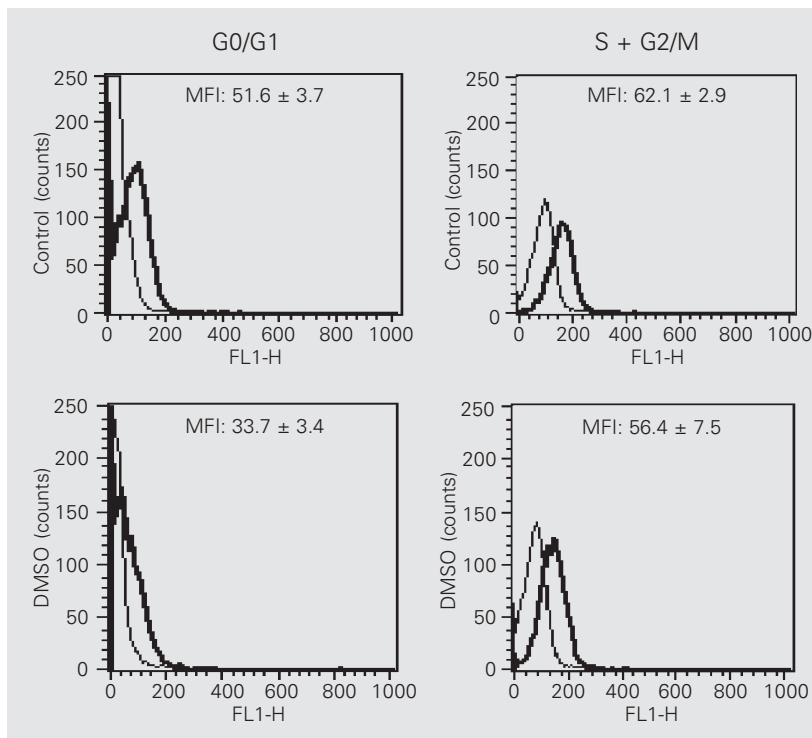 G0/G1
S + G2/M
MFI: 51.6 ± 3.7
Control (counts)
250
200
150
100
50
0
0 200 400 600 800 1000
FL1-H
MFI: 62.1 ± 2.9
Control (counts)
250
200
150
100
50
0
0 200 400 600 800 1000
FL1-H
MFI: 33.7 ± 3.4
DMSO (counts)
250
200
150
100
50
0
0 200 400 600 800 1000
FL1-H
MFI: 56.4 ± 7.5
DMSO (counts)
250
200
150
100
50
0
0 200 400 600 800 1000
FL1-H